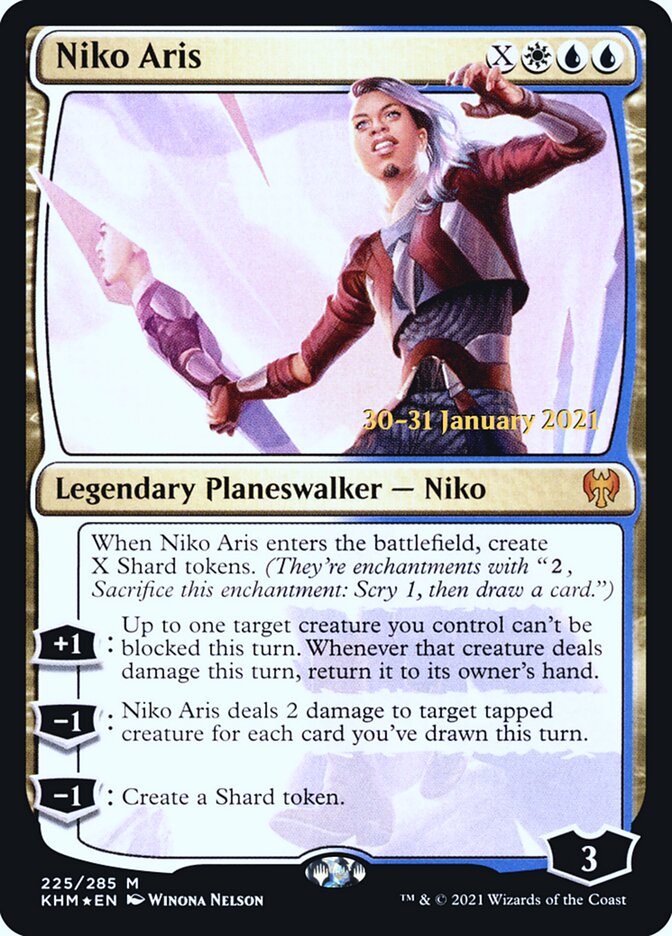 Niko Aris X
30–31 January 2021
Legendary Planeswalker — Niko
When Niko Aris enters the battlefield, create
X Shard tokens. (They're enchantments with “2,
Sacrifice this enchantment: Scry 1, then draw a card.”)
+1: Up to one target creature you control can't be
blocked this turn. Whenever that creature deals
damage this turn, return it to its owner's hand.
−1: Niko Aris deals 2 damage to target tapped
creature for each card you've drawn this turn.
−1: Create a Shard token.
3
225/285 M
KHM★EN Winona Nelson
™ & © 2021 Wizards of the Coast